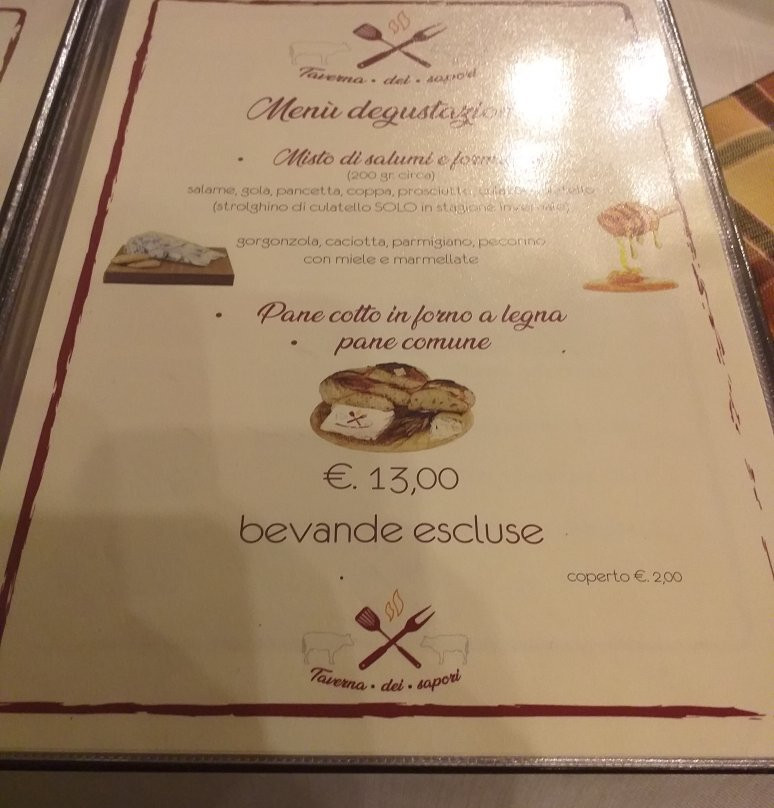 Taverna • dei • sapori
Menù degustazion
• Misto di salumi e form
(200 gr. circa)
salame, gola, pancetta, coppa, prosciutto,
(strolghino di culatello SOLO in stagione invernale)
gorgonzola, caciotta, parmigiano, pecorino
con miele e marmellate
• Pane cotto in forno a legna
• pane comune
€. 13,00
bevande escluse
coperto €. 2,00
Taverna • dei • sapori